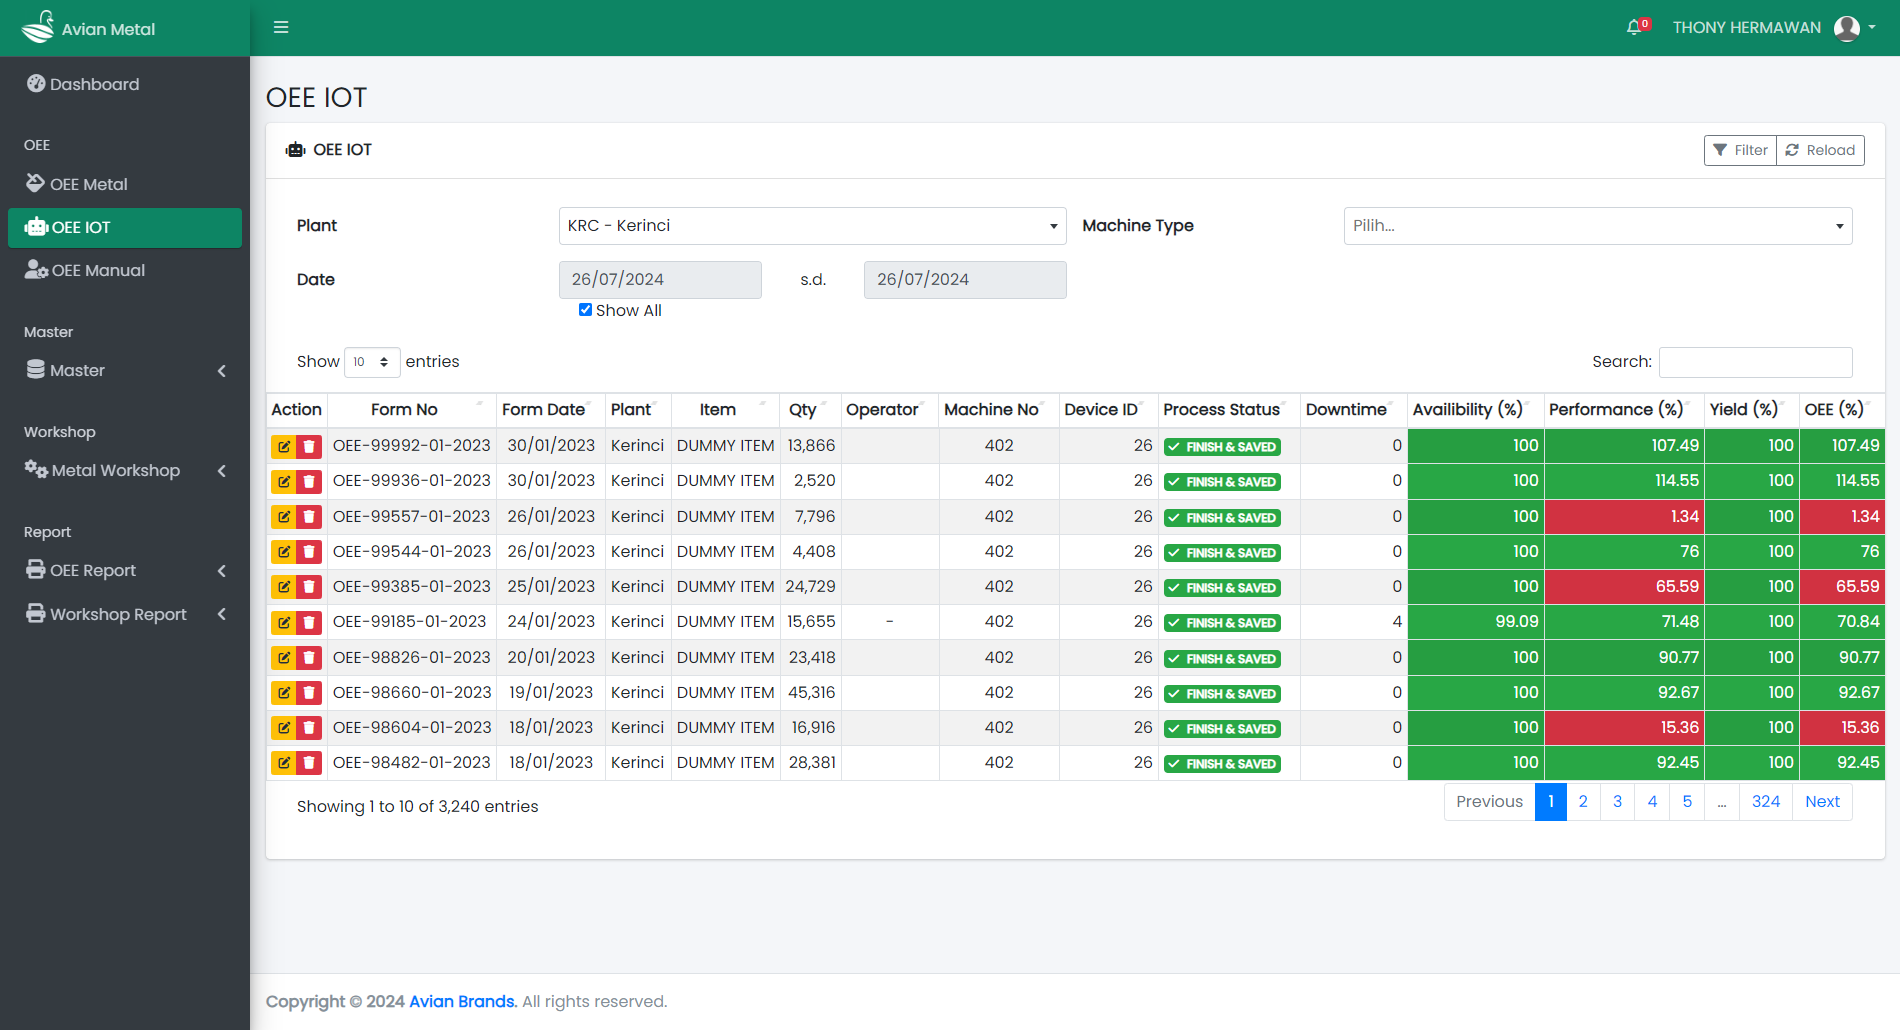 Avian Metal
0
THONY HERMAWAN
Dashboard
OEE
OEE Metal
OEE IOT
OEE Manual
Master
Master
Workshop
Metal Workshop
Report
OEE Report
Workshop Report
OEE IOT
OEE IOT
Filter Reload
Plant KRC - Kerinci Machine Type Pilih...
Date 26/07/2024 s.d. 26/07/2024
Show All
Show 10 entries Search:
Action Form No Form Date Plant Item Qty Operator Machine No Device ID Process Status Downtime Availibility (%) Performance (%) Yield (%) OEE (%)
OEE-99992-01-2023 30/01/2023 Kerinci DUMMY ITEM 13,866 402 26 FINISH & SAVED 0 100 107.49 100 107.49
OEE-99936-01-2023 30/01/2023 Kerinci DUMMY ITEM 2,520 402 26 FINISH & SAVED 0 100 114.55 100 114.55
OEE-99557-01-2023 26/01/2023 Kerinci DUMMY ITEM 7,796 402 26 FINISH & SAVED 0 100 1.34 100 1.34
OEE-99544-01-2023 26/01/2023 Kerinci DUMMY ITEM 4,408 402 26 FINISH & SAVED 0 100 76 100 76
OEE-99385-01-2023 25/01/2023 Kerinci DUMMY ITEM 24,729 402 26 FINISH & SAVED 0 100 65.59 100 65.59
OEE-99185-01-2023 24/01/2023 Kerinci DUMMY ITEM 15,655 - 402 26 FINISH & SAVED 4 99.09 71.48 100 70.84
OEE-98826-01-2023 20/01/2023 Kerinci DUMMY ITEM 23,418 402 26 FINISH & SAVED 0 100 90.77 100 90.77
OEE-98660-01-2023 19/01/2023 Kerinci DUMMY ITEM 45,316 402 26 FINISH & SAVED 0 100 92.67 100 92.67
OEE-98604-01-2023 18/01/2023 Kerinci DUMMY ITEM 16,916 402 26 FINISH & SAVED 0 100 15.36 100 15.36
OEE-98482-01-2023 18/01/2023 Kerinci DUMMY ITEM 28,381 402 26 FINISH & SAVED 0 100 92.45 100 92.45
Showing 1 to 10 of 3,240 entries
Previous 1 2 3 4 5 ... 324 Next
Copyright © 2024 Avian Brands. All rights reserved.